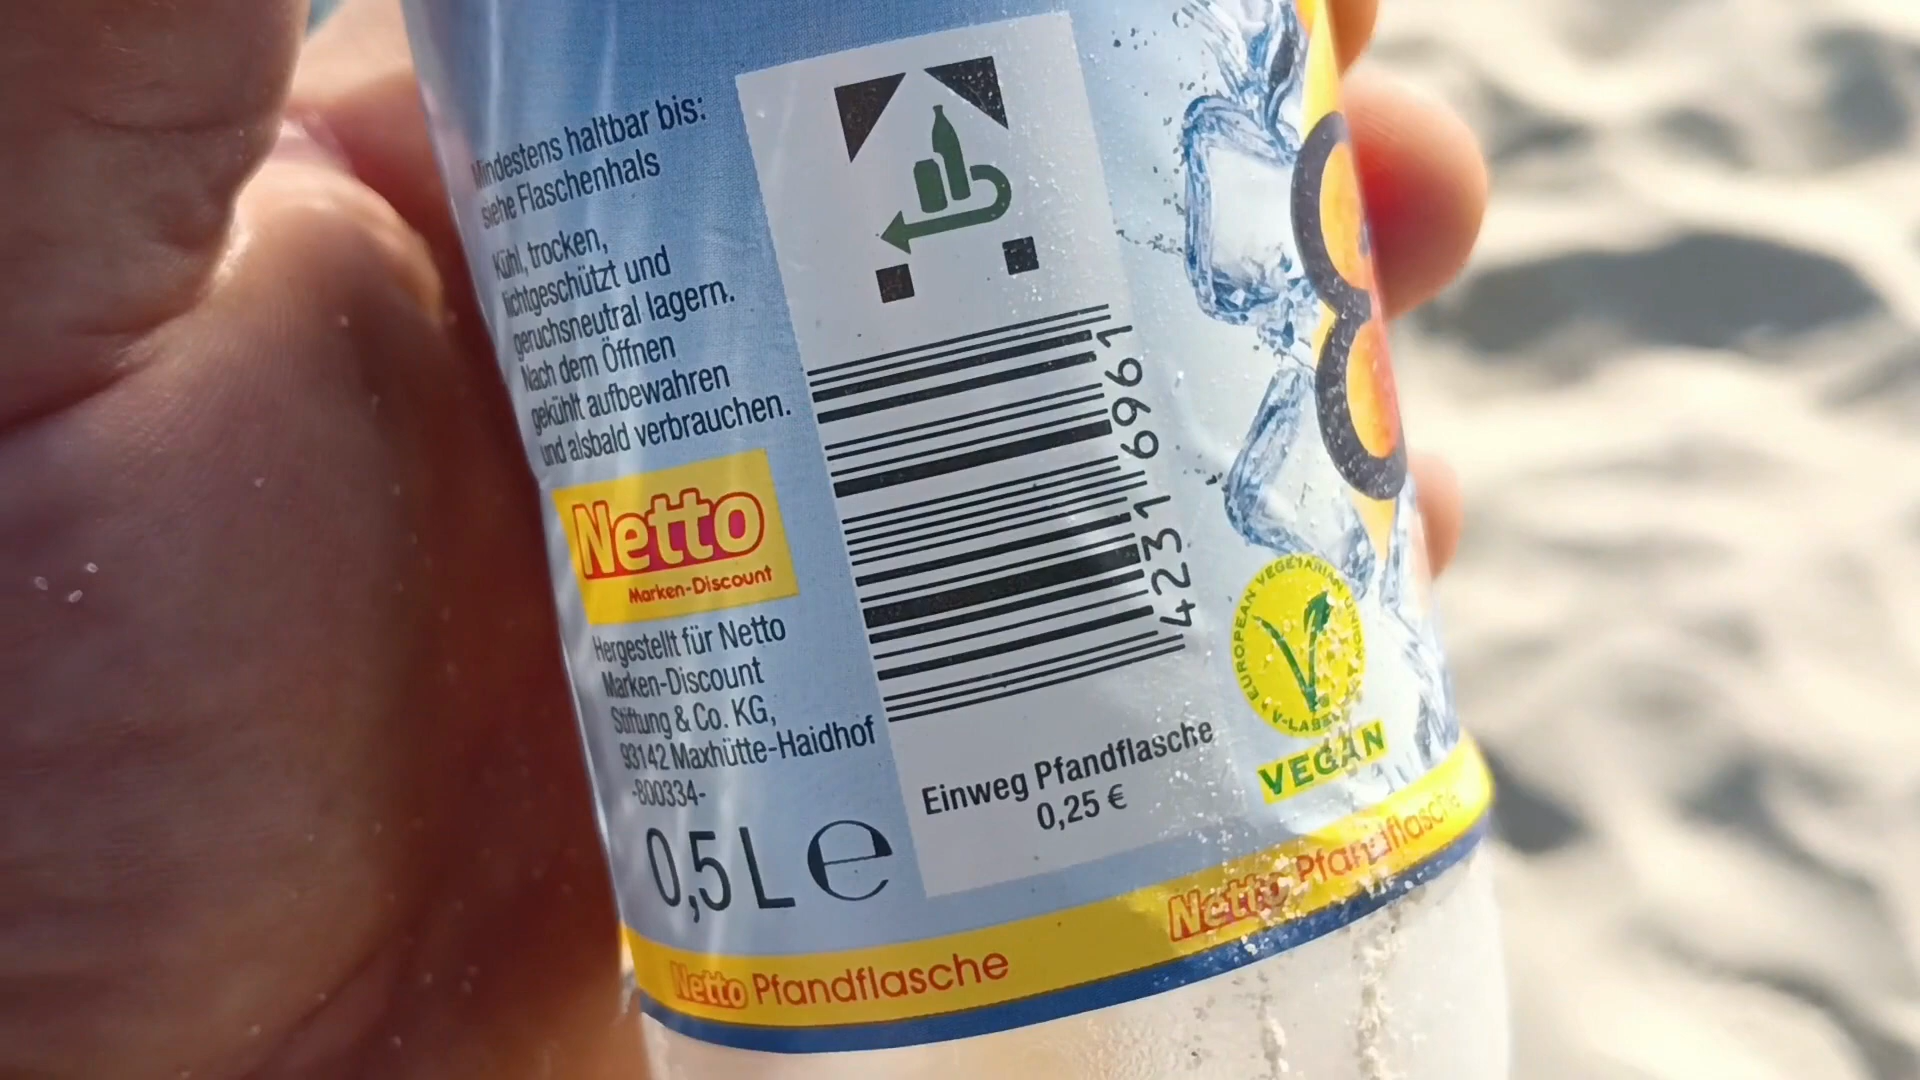 Mindestens haltbar bis:
siehe Flaschenhals
Kühl, trocken,
lichtgeschützt und
geruchsneutral lagern.
Nach dem Öffnen
gekühlt aufbewahren
und alsbald verbrauchen.
Netto
Marken-Discount
Hergestellt für Netto
Marken-Discount
Stiftung & Co. KG,
93142 Maxhütte-Haidhof
-800334-
0,5 L e
4231 6961
Einweg Pfandflasche
0,25 €
EUROPEAN VEGETARIAN UNION
V-LABEL
VEGAN
Netto Pfandflasche
Netto Pfandflasche